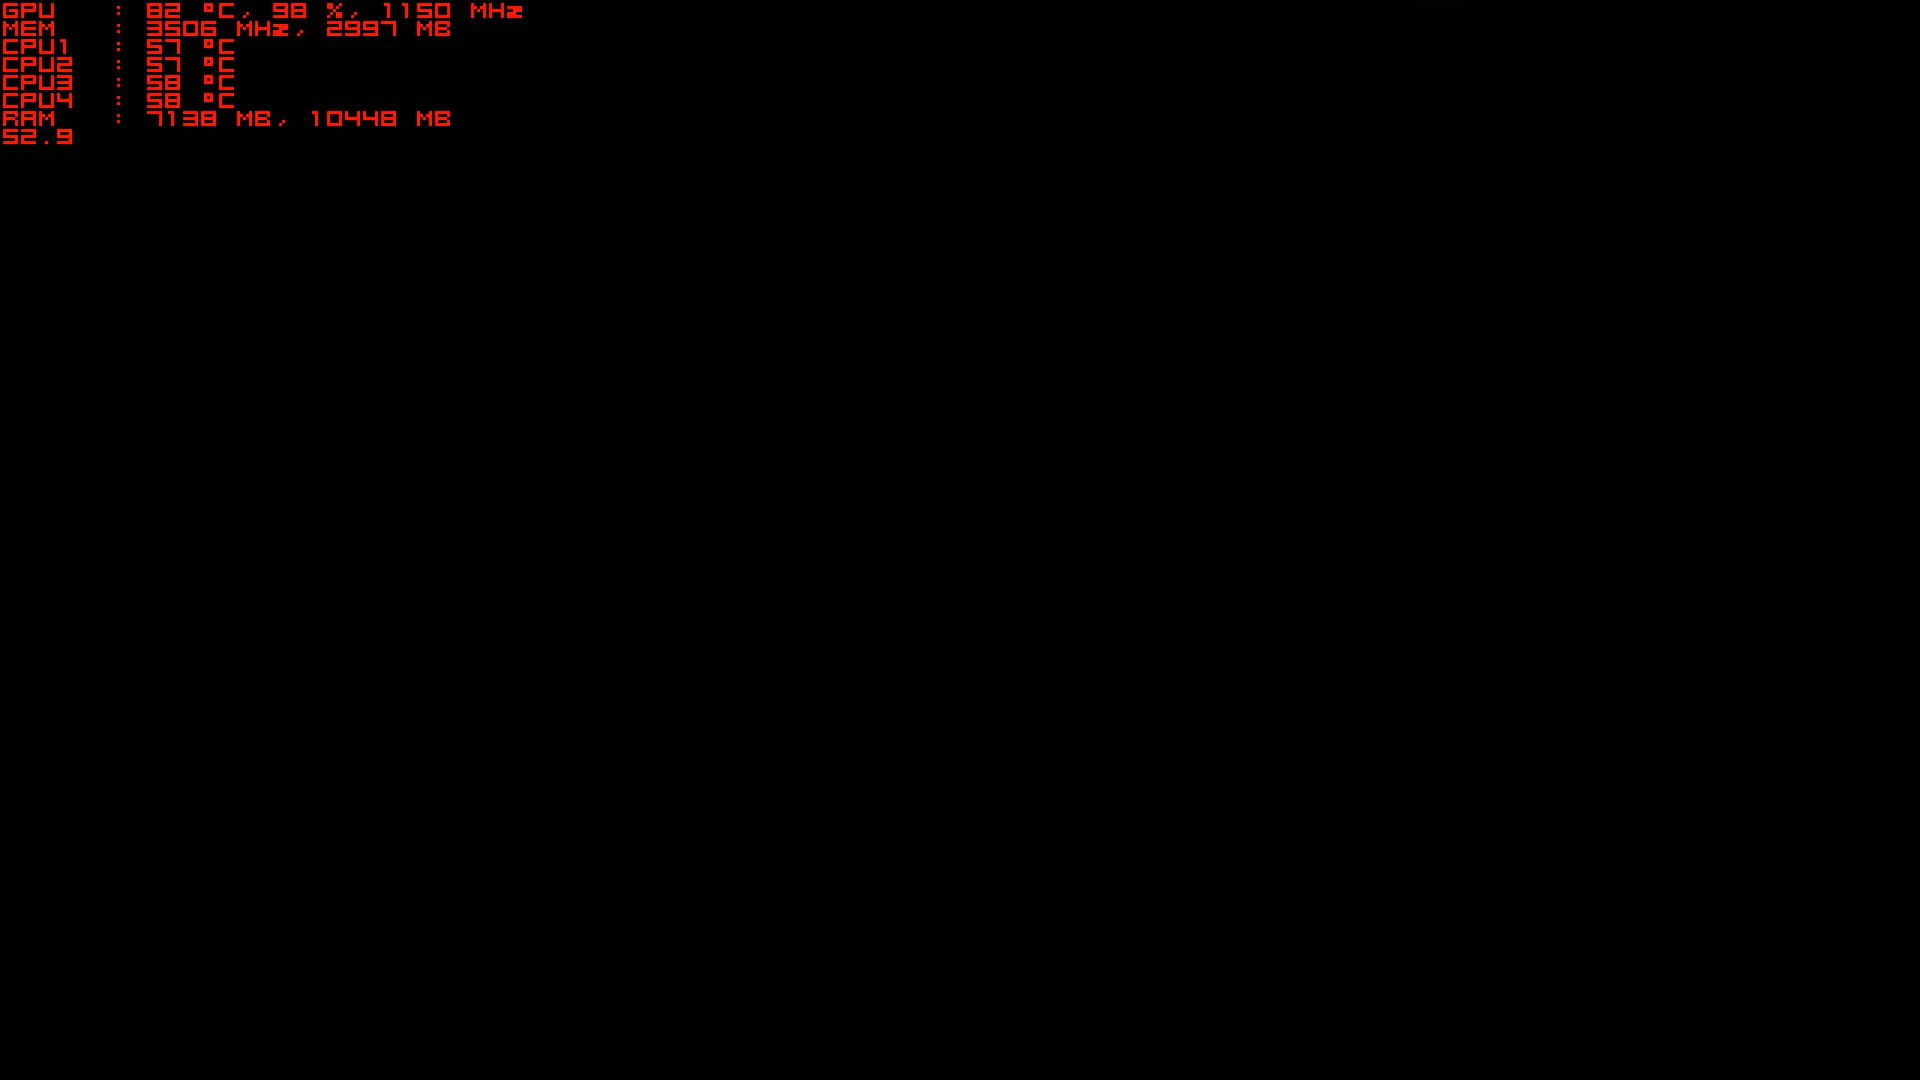 GPU : 82 °C, 98 %, 1150 MHz
MEM : 3506 MHz, 2997 MB
CPU1 : 57 °C
CPU2 : 57 °C
CPU3 : 58 °C
CPU4 : 58 °C
RAM : 7138 MB, 10448 MB
52.9